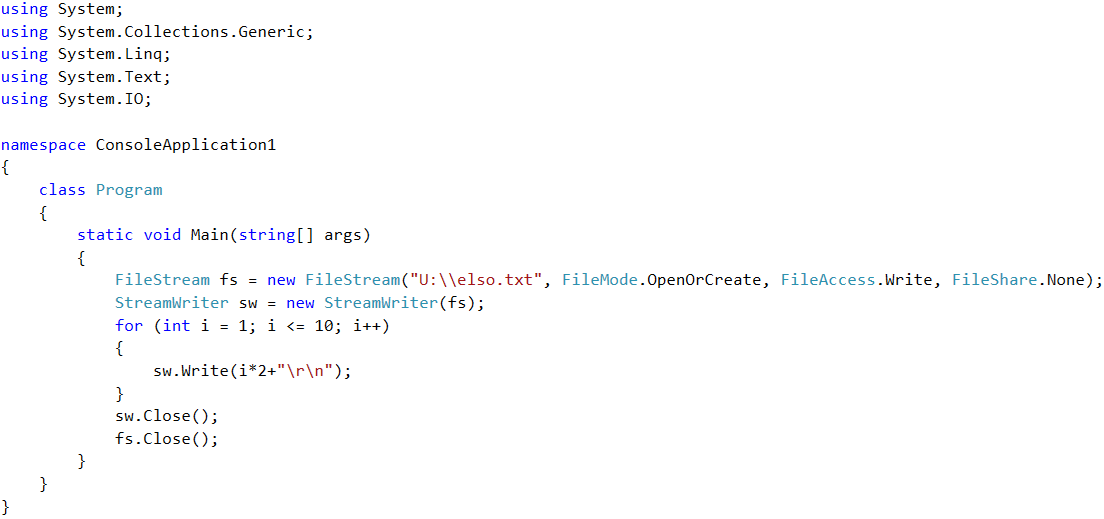 using System;
using System.Collections.Generic;
using System.Linq;
using System.Text;
using System.IO;

namespace ConsoleApplication1
{
    class Program
    {
        static void Main(string[] args)
        {
            FileStream fs = new FileStream("U:\\elso.txt", FileMode.OpenOrCreate, FileAccess.Write, FileShare.None);
            StreamWriter sw = new StreamWriter(fs);
            for (int i = 1; i <= 10; i++)
            {
                sw.Write(i*2+"\r\n");
            }
            sw.Close();
            fs.Close();
        }
    }
}